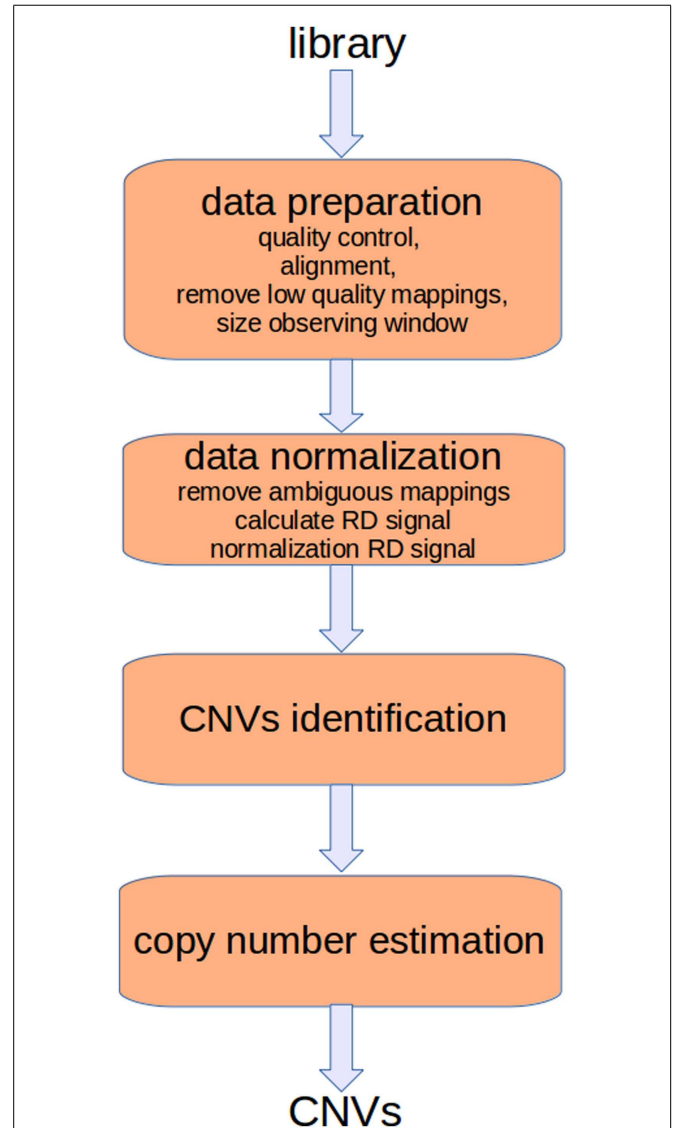 library
data preparation
quality control,
alignment,
remove low quality mappings,
size observing window
data normalization
remove ambiguous mappings
calculate RD signal
normalization RD signal
CNVs identification
copy number estimation
CNVs